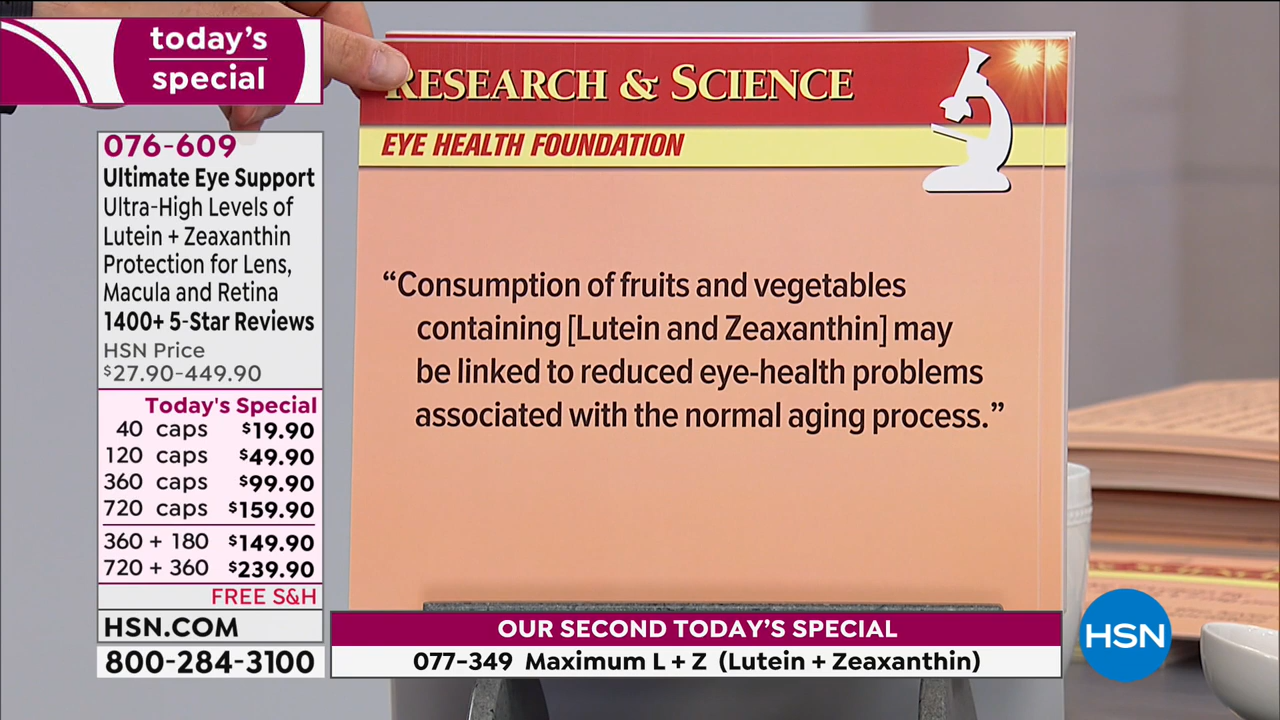 today's
special
076-609
Ultimate Eye Support
Ultra-High Levels of
Lutein + Zeaxanthin
Protection for Lens,
Macula and Retina
1400+ 5-Star Reviews
HSN Price
$27.90-449.90
Today's Special
40 caps $19.90
120 caps $49.90
360 caps $99.90
720 caps $159.90
360 + 180 $149.90
720 + 360 $239.90
FREE S&H
HSN.COM
800-284-3100
RESEARCH & SCIENCE
EYE HEALTH FOUNDATION
“Consumption of fruits and vegetables
containing [Lutein and Zeaxanthin] may
be linked to reduced eye-health problems
associated with the normal aging process.”
OUR SECOND TODAY'S SPECIAL
077-349 Maximum L + Z (Lutein + Zeaxanthin)
HSN